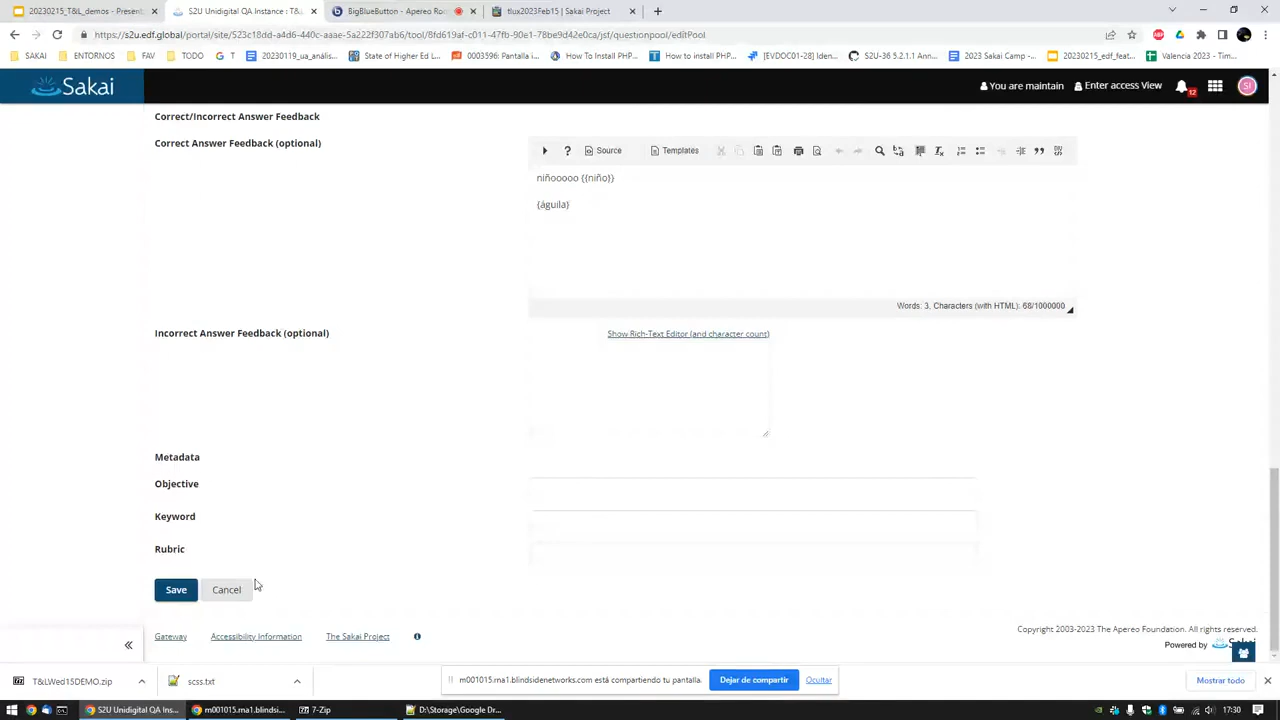 20230215_T&L_demos - Presenta
S2U Unidigital QA Instance : T&
BigBlueButton - Apereo Ro
tlux2023Feb15 | Sakai Project
https://s2u.edf.global/portal/site/523c18dd-a4d6-440c-aaae-5a222f307ab6/tool/8fd619af-c011-47fb-90e1-78be9d42e0ca/jsf/questionpool/editPool
SAKAI
ENTORNOS
FAV
TODO
G T
20230119_ua_anális...
State of Higher Ed...
0003596: Pantalla i...
How To Install PHP...
How to install PHP...
[EVDOC01-28] Iden...
S2U-36 5.2.1.1 Ann...
2023 Sakai Camp -...
20230215_edf_feat...
Valencia 2023 - Tim...
Sakai
You are maintain
Enter access View
12
SI
Correct/Incorrect Answer Feedback
Correct Answer Feedback (optional)
Source
Templates
niñooooo {{niño}}
{águila}
Words: 3, Characters (with HTML): 68/1000000
Incorrect Answer Feedback (optional)
Show Rich-Text Editor (and character count)
Metadata
Objective
Keyword
Rubric
Save
Cancel
Gateway
Accessibility Information
The Sakai Project
Copyright 2003-2023 The Apereo Foundation. All rights reserved.
Powered by
T&LWed15DEMO.zip
scss.txt
m001015.rna1.blindsidenetworks.com está compartiendo tu pantalla.
Dejar de compartir
Ocultar
Mostrar todo
S2U Unidigital QA Ins...
m001015.rna1.blindsi...
7-Zip
D:\Storage\Google Dr...
17:30